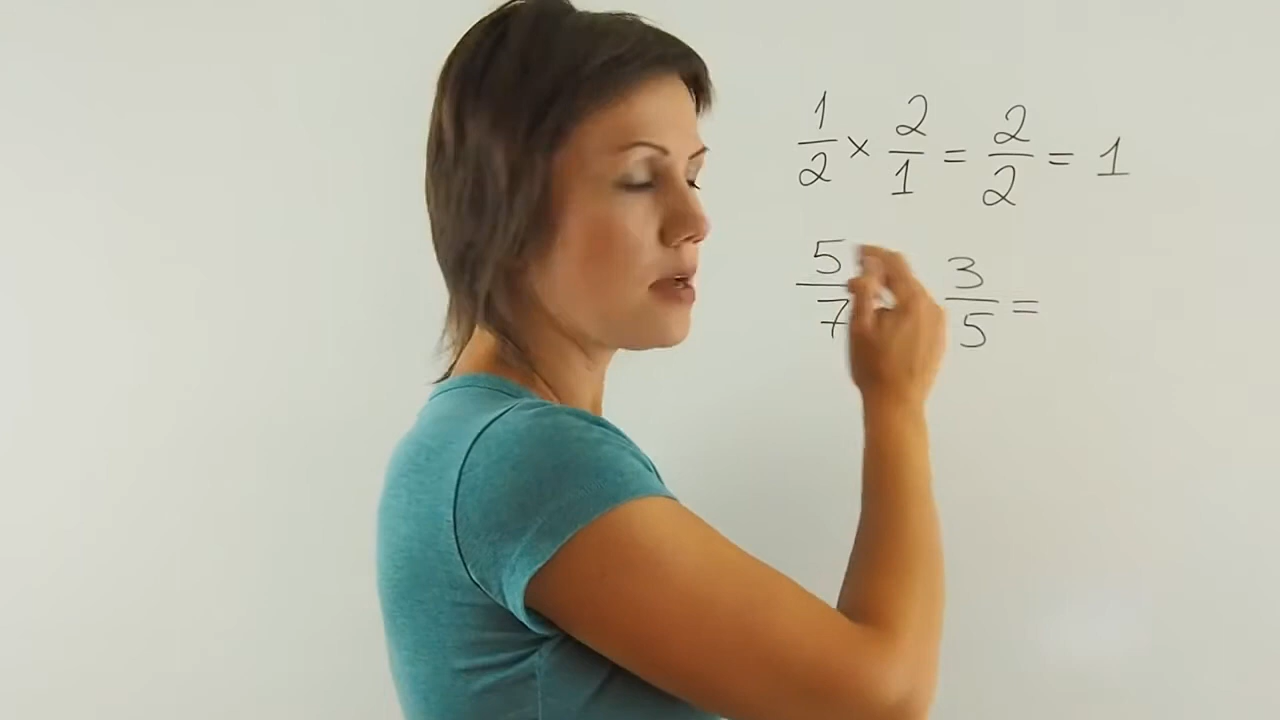 1/2 × 2/1 = 2/2 = 1
5/7 3/5 =